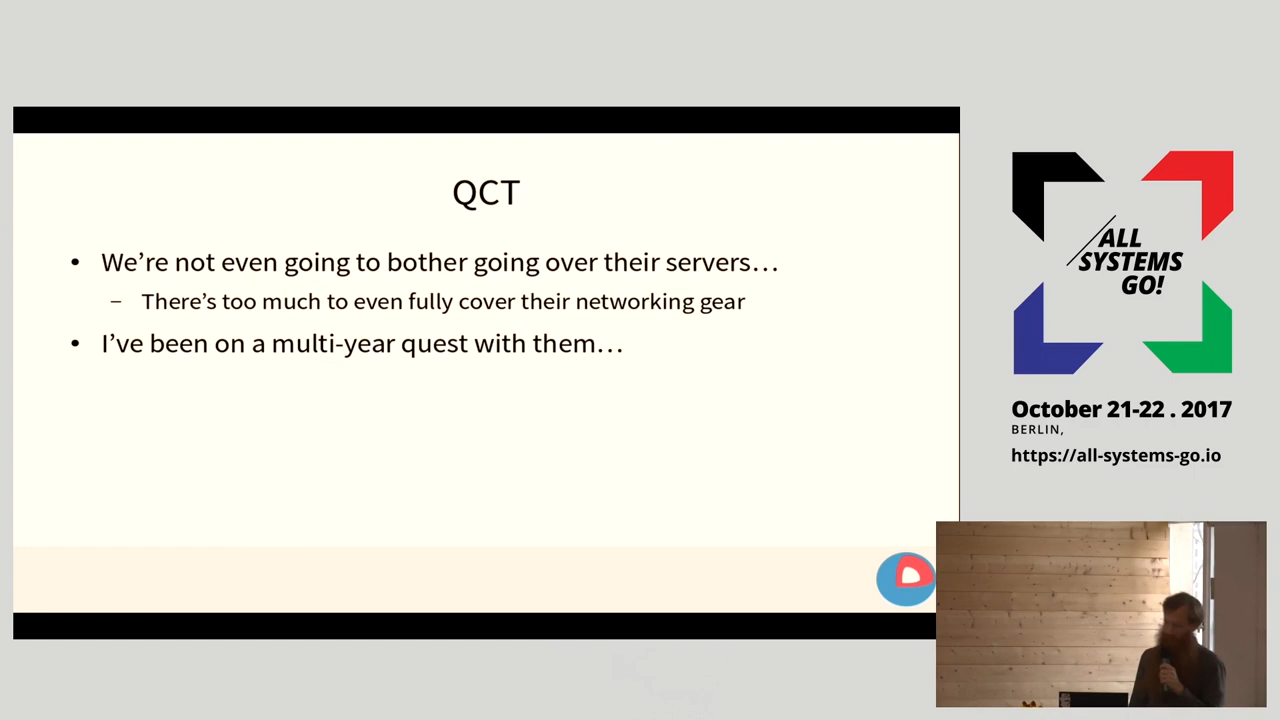 QCT
• We’re not even going to bother going over their servers…
– There’s too much to even fully cover their networking gear
• I’ve been on a multi-year quest with them…
ALL
SYSTEMS
GO!
October 21-22 . 2017
BERLIN,
https://all-systems-go.io